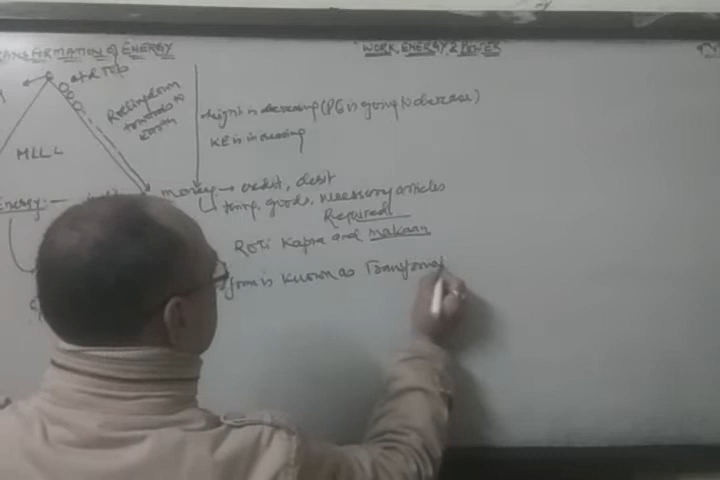 TRANSFORMATION of ENERGY
WORK, ENERGY & POWER
at the Top
Rolling down
towards to
earth
height is decreasing (PE is going to decrease)
KE is increasing
HILL
Energy money → credit, debit
goods, necessary articles
Required
Roti Kapra and makaan
form is known as Transformat